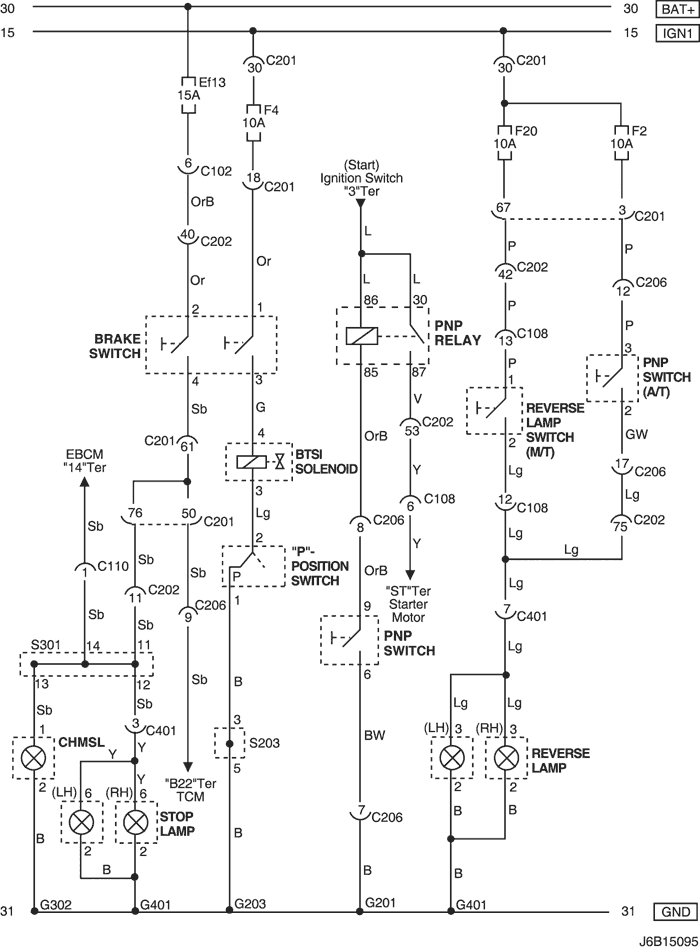 30
30
BAT+
15
15
IGN1
C201
30
C201
30
Ef13
15A
F4
10A
F20
10A
F2
10A
(Start)
Ignition Switch
"3"Ter
6
C102
18
C201
OrB
67
3
C201
40
C202
L
P
P
Or
Or
L
L
C202
42
C206
12
2
1
86
30
P
P
BRAKE
SWITCH
PNP
RELAY
C108
13
3
P
PNP
SWITCH
(A/T)
4
3
85
87
1
REVERSE
LAMP
SWITCH
(M/T)
2
2
Sb
G
V
GW
C201
61
4
OrB
C202
53
17
C206
EBCM
"14"Ter
BTSI
SOLENOID
Y
Lg
Lg
3
C108
6
12
C108
76
50
C201
Lg
C206
8
75
C202
Sb
Sb
2
Y
Lg
Lg
"P"-
POSITION
SWITCH
P
C110
1
Sb
OrB
"ST"Ter
Starter
Motor
Lg
C202
11
1
C206
9
9
7
C401
Sb
Sb
S301
14
11
PNP
SWITCH
Lg
13
12
Sb
B
6
Sb
Sb
Lg
Lg
1
3
C401
3
S203
BW
(LH)
3
(RH)
3
CHMSL
Y
REVERSE
LAMP
2
Y
"B22"Ter
TCM
5
2
2
(LH)
6
(RH)
6
STOP
LAMP
7
C206
B
B
B
2
2
B
B
B
B
31
G302
G401
G203
G201
G401
31
GND
J6B15095